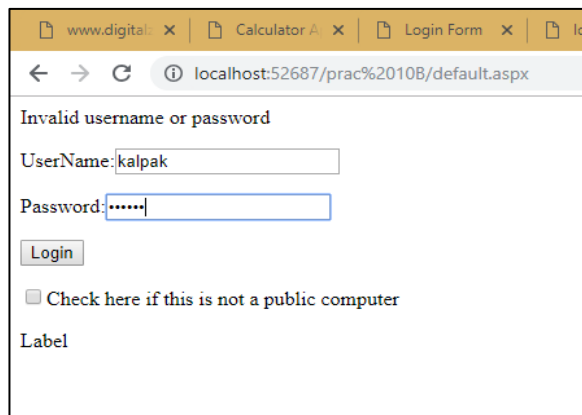 www.digital Calculator A Login Form lo
localhost:52687/prac%2010B/default.aspx
Invalid username or password
UserName:kalpak
Password:••••••
Login
Check here if this is not a public computer
Label